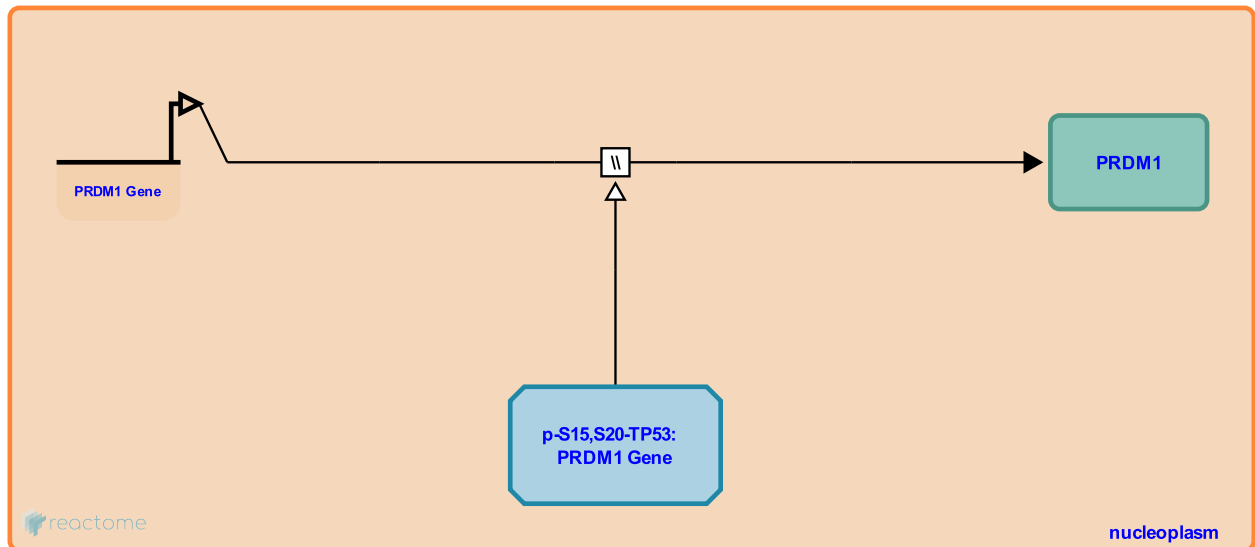 PRDM1 Gene
\\
PRDM1
p-S15,S20-TP53:
PRDM1 Gene
reactome
nucleoplasm